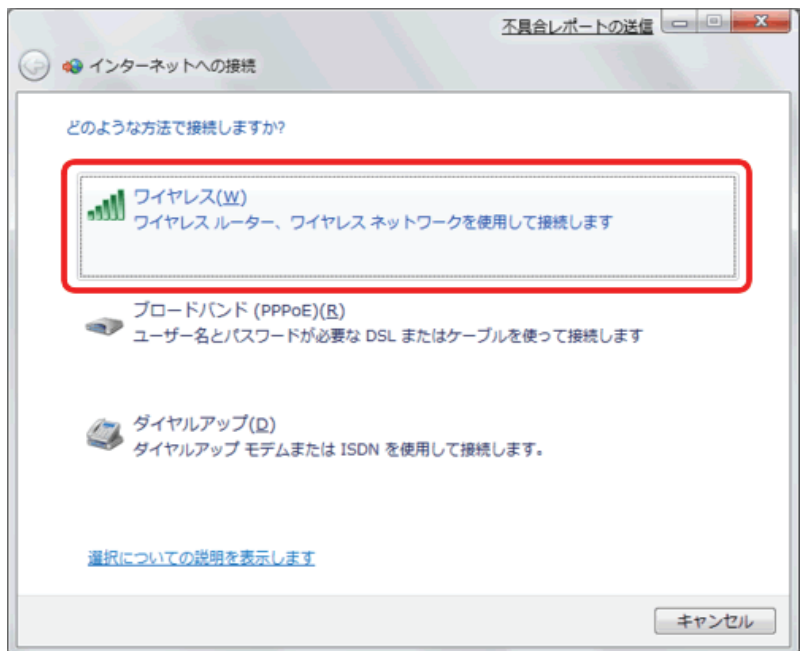 不具合レポートの送信
インターネットへの接続
どのような方法で接続しますか?
ワイヤレス(W)
ワイヤレス ルーター、ワイヤレス ネットワークを使用して接続します
ブロードバンド (PPPoE)(R)
ユーザー名とパスワードが必要な DSL またはケーブルを使って接続します
ダイヤルアップ(D)
ダイヤルアップ モデムまたは ISDN を使用して接続します。
選択についての説明を表示します
キャンセル